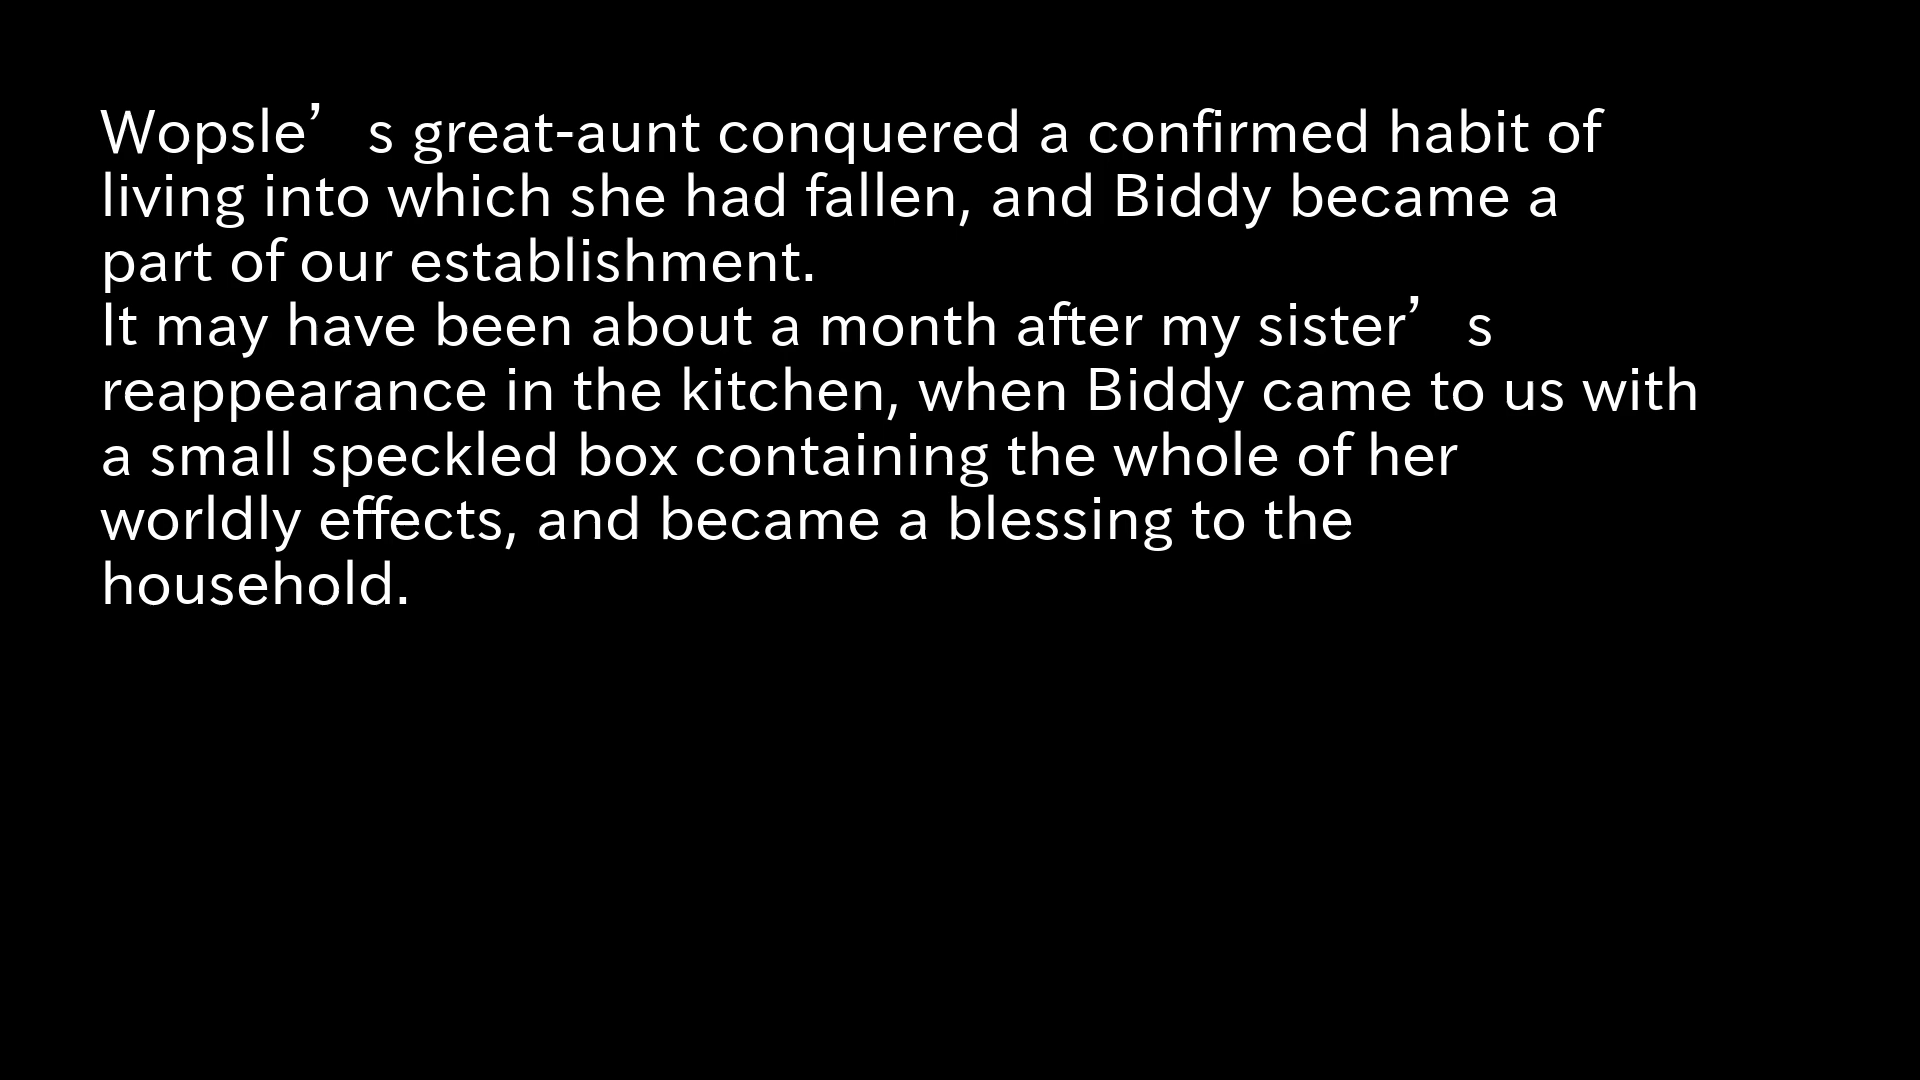 Wopsle’s great-aunt conquered a confirmed habit of
living into which she had fallen, and Biddy became a
part of our establishment.
It may have been about a month after my sister’s
reappearance in the kitchen, when Biddy came to us with
a small speckled box containing the whole of her
worldly effects, and became a blessing to the
household.